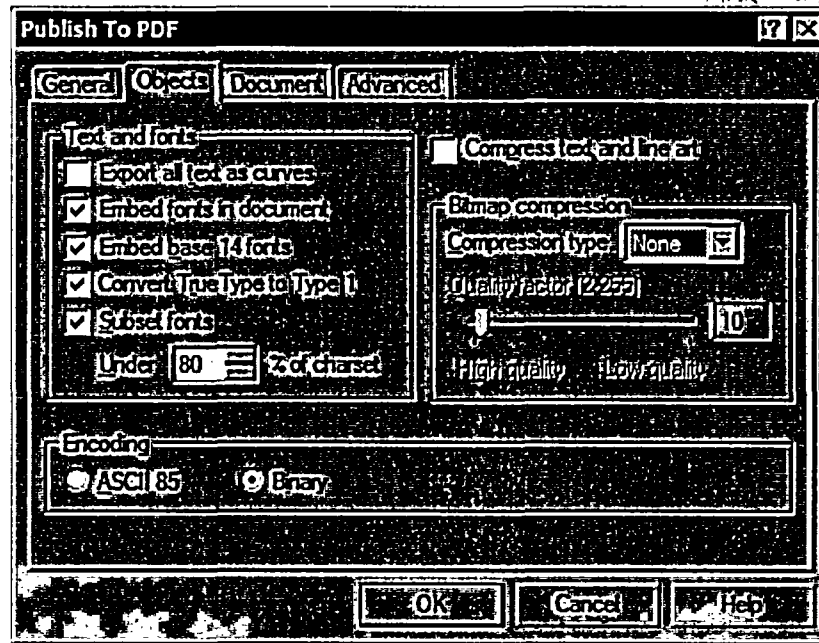 Publish To PDF
General Objects Document Advanced
Text and fonts
Export all text as curves
Embed fonts in document
Embed base 14 fonts
Convert TrueType to Type 1
Subset fonts
Under 80 % of charset
Compress text and line art
Bitmap compression
Compression type: None
Quality factor (2-255)
10
High quality Low quality
Encoding
ASCII 85 Binary
OK Cancel Help